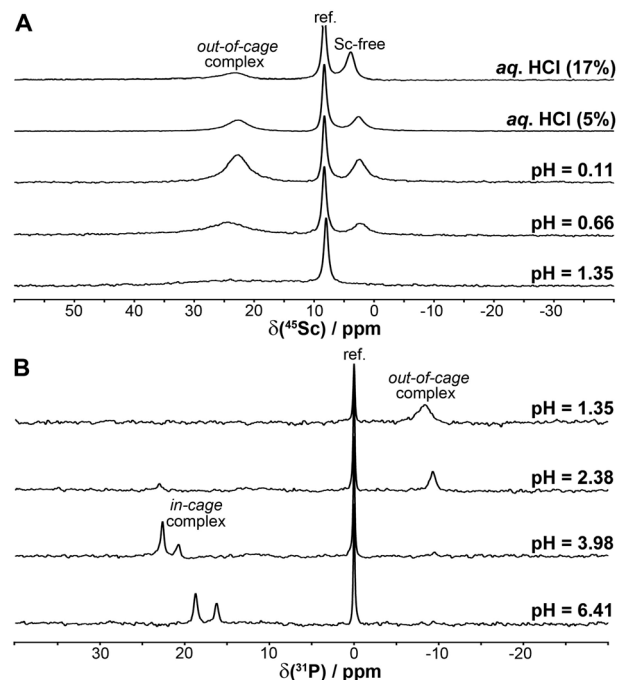 A
ref.
out-of-cage
complex
Sc-free
aq. HCl (17%)
aq. HCl (5%)
pH = 0.11
pH = 0.66
pH = 1.35
50 40 30 20 10 0 -10 -20 -30
δ(⁴⁵Sc) / ppm
B
ref.
out-of-cage
complex
pH = 1.35
pH = 2.38
in-cage
complex
pH = 3.98
pH = 6.41
30 20 10 0 -10 -20
δ(³¹P) / ppm